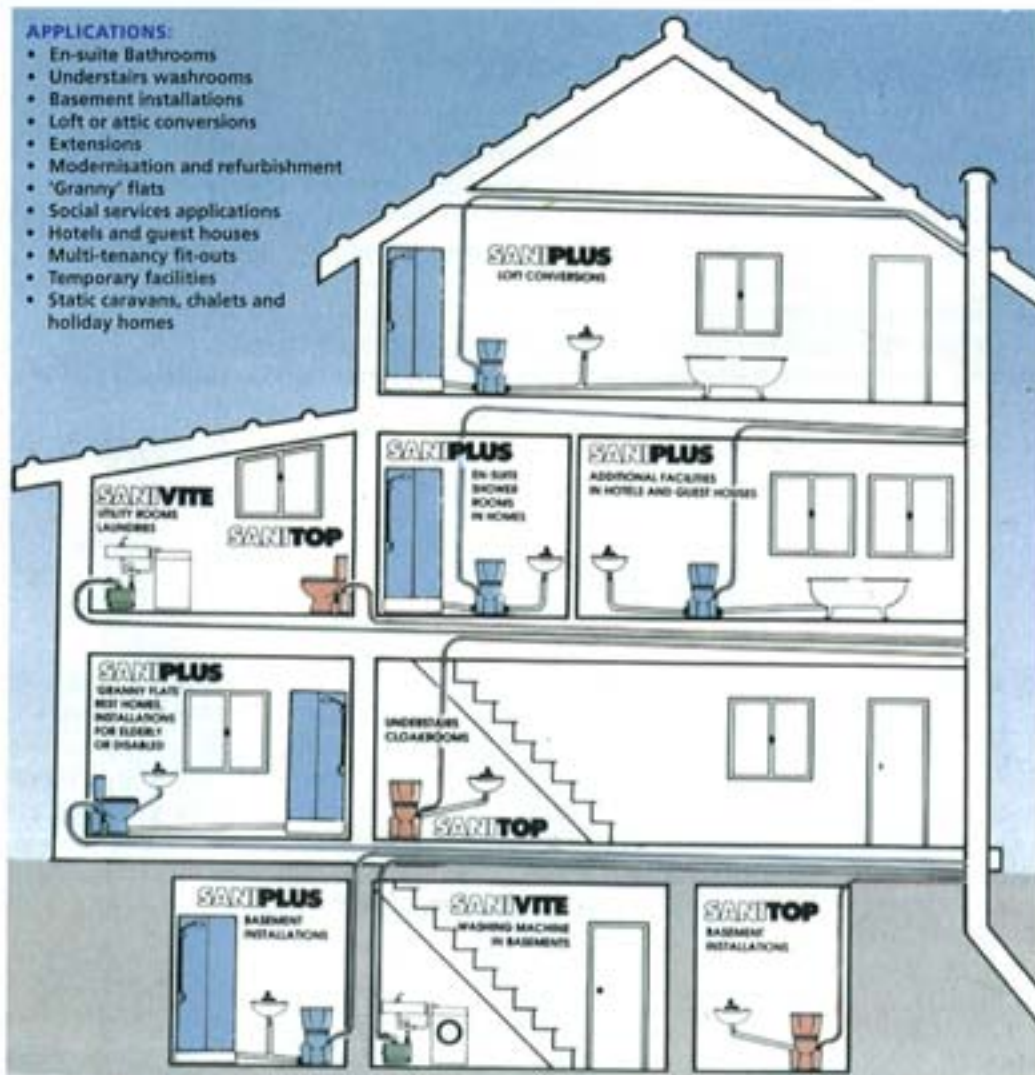 APPLICATIONS:
• En-suite Bathrooms
• Understairs washrooms
• Basement installations
• Loft or attic conversions
• Extensions
• Modernisation and refurbishment
• 'Granny' flats
• Social services applications
• Hotels and guest houses
• Multi-tenancy fit-outs
• Temporary facilities
• Static caravans, chalets and
holiday homes
SANIPLUS
LOFT CONVERSIONS
SANIVITE
UTILITY ROOMS
LAUNDRIES
SANITOP
SANIPLUS
EN-SUITE
SHOWER
ROOMS
IN HOMES
SANIPLUS
ADDITIONAL FACILITIES
IN HOTELS AND GUEST HOUSES
SANIPLUS
'GRANNY FLATS
REST HOMES,
INSTALLATIONS
FOR ELDERLY
OR DISABLED
UNDERSTAIRS
CLOAKROOMS
SANITOP
SANIPLUS
BASEMENT
INSTALLATIONS
SANIVITE
WASHING MACHINE
IN BASEMENTS
SANITOP
BASEMENT
INSTALLATIONS